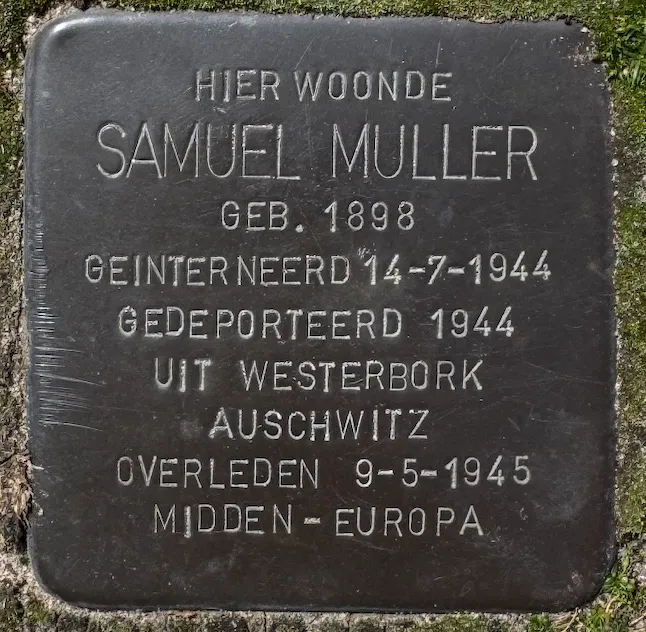 HIER WOONDE
SAMUEL MULLER
GEB. 1898
GEINTERNEERD 14-7-1944
GEDEPORTEERD 1944
UIT WESTERBORK
AUSCHWITZ
OVERLEDEN 9-5-1945
MIDDEN-EUROPA